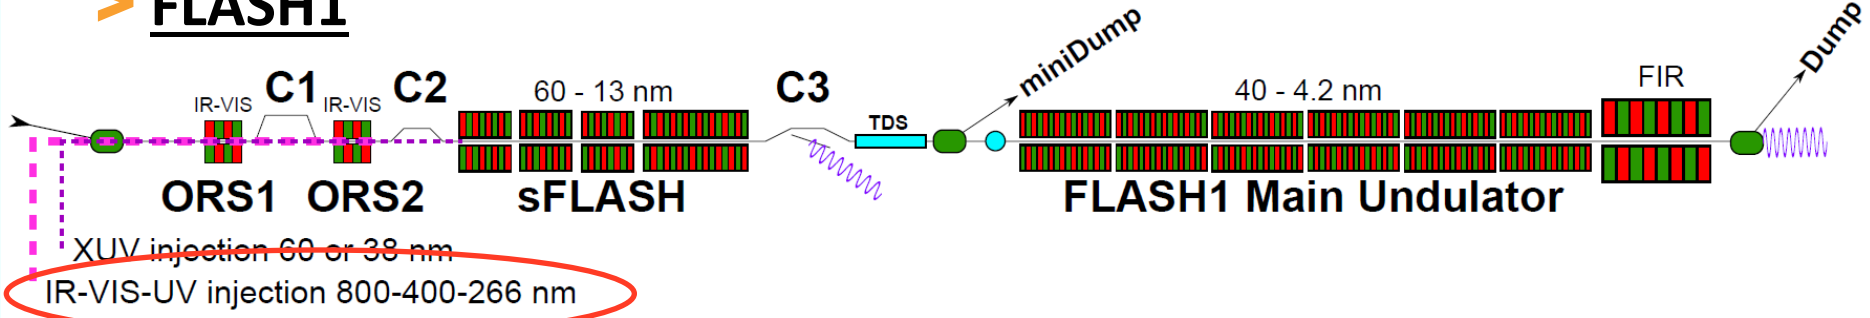 > FLASH1
C1 C2 60 - 13 nm C3 miniDump 40 - 4.2 nm FIR Dump
IR-VIS IR-VIS
TDS
ORS1 ORS2 sFLASH FLASH1 Main Undulator
XUV injection 60 or 38 nm
IR-VIS-UV injection 800-400-266 nm